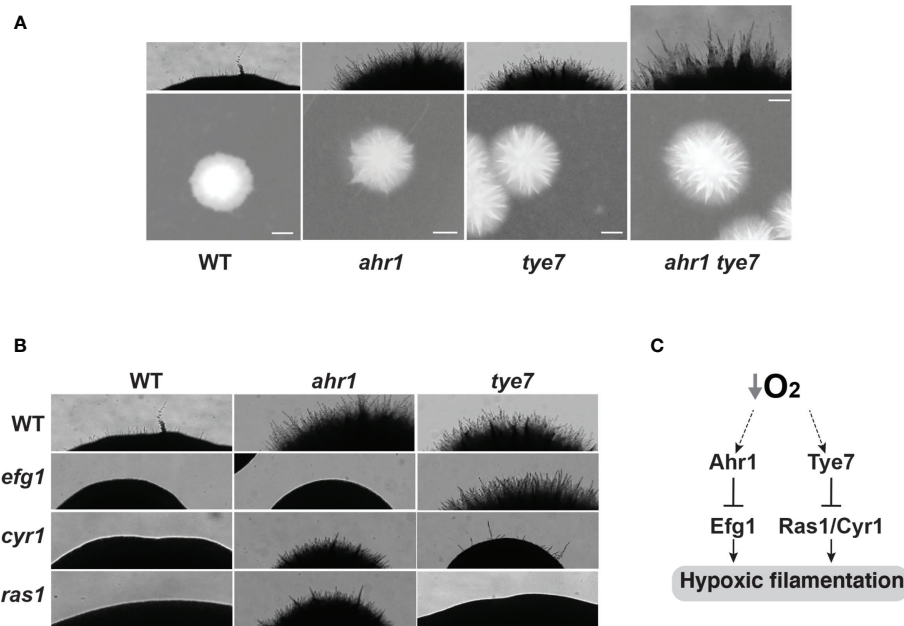 A
WT ahr1 tye7 ahr1 tye7
B
WT ahr1 tye7
WT
efg1
cyr1
ras1
C
↓O₂
Ahr1 Tye7
Efg1 Ras1/Cyr1
Hypoxic filamentation